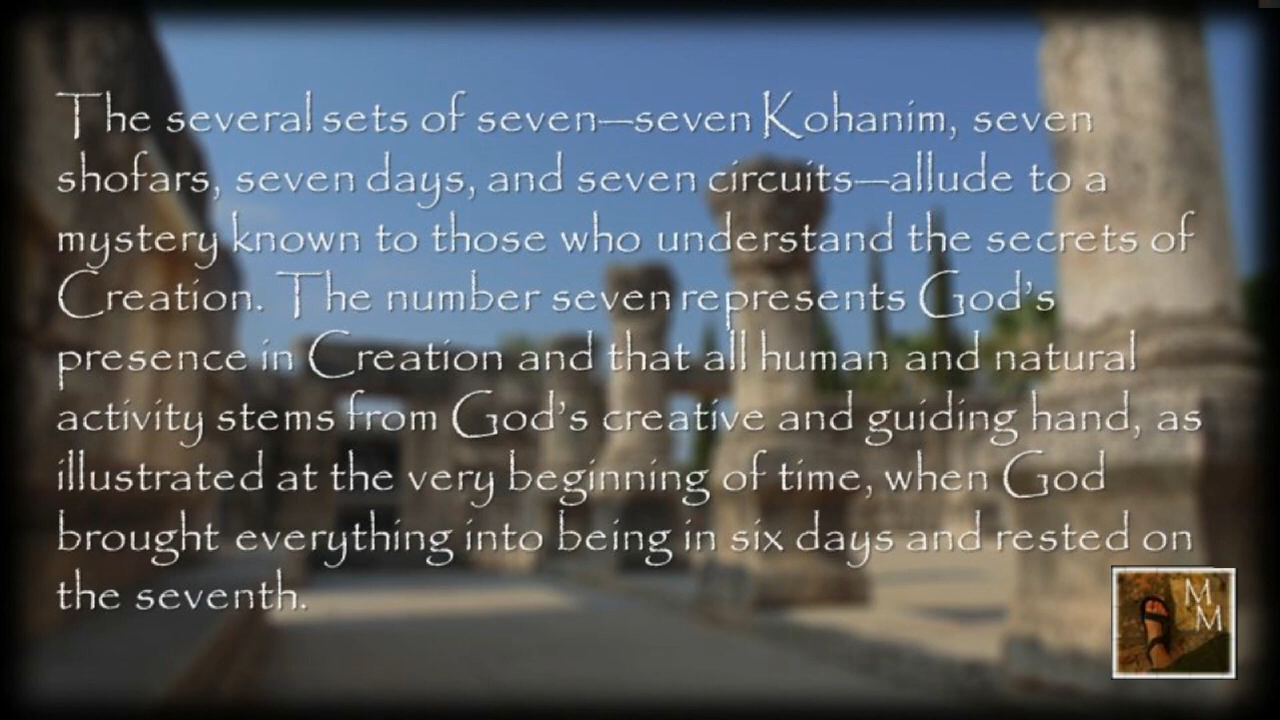 The several sets of seven—seven Kohanim, seven
shofars, seven days, and seven circuits—allude to a
mystery known to those who understand the secrets of
Creation. The number seven represents God's
presence in Creation and that all human and natural
activity stems from God's creative and guiding hand, as
illustrated at the very beginning of time, when God
brought everything into being in six days and rested on
the seventh.
M
M